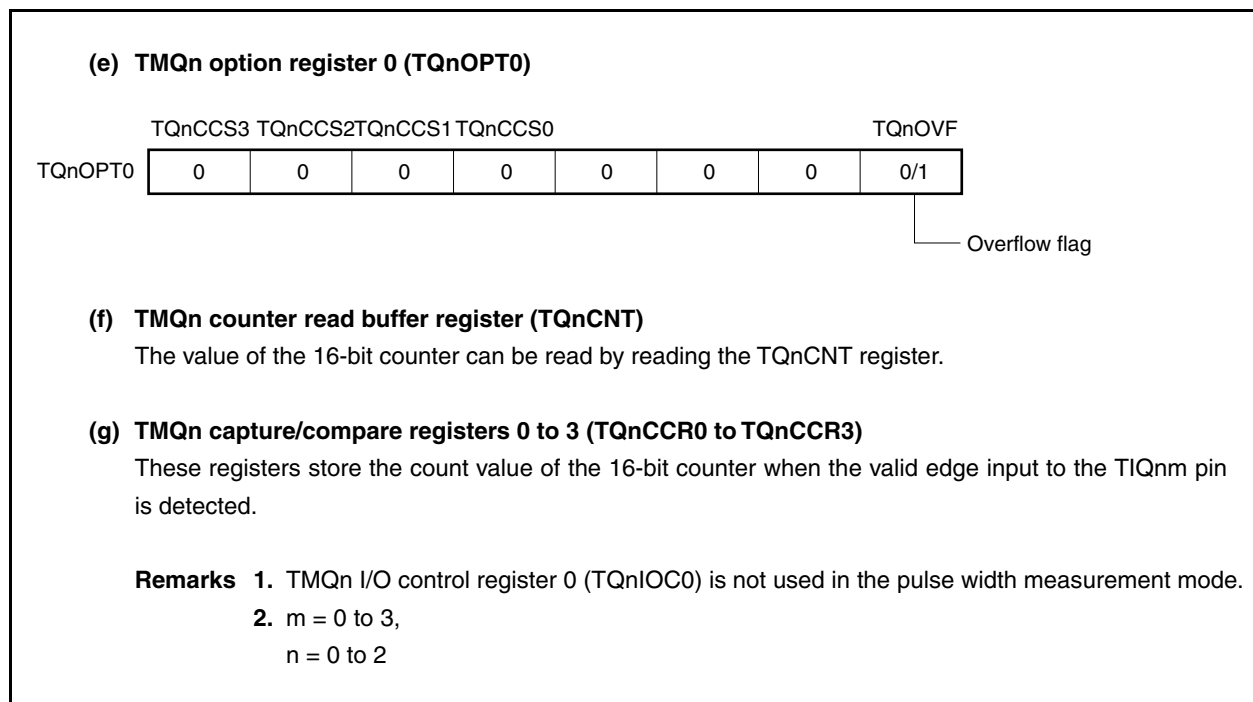 (e) TMQn option register 0 (TQnOPT0)
TQnCCS3 TQnCCS2TQnCCS1TQnCCS0 TQnOVF
TQnOPT0 0 0 0 0 0 0 0 0/1
Overflow flag
(f) TMQn counter read buffer register (TQnCNT)
The value of the 16-bit counter can be read by reading the TQnCNT register.
(g) TMQn capture/compare registers 0 to 3 (TQnCCR0 to TQnCCR3)
These registers store the count value of the 16-bit counter when the valid edge input to the TIQnm pin
is detected.
Remarks 1. TMQn I/O control register 0 (TQnIOC0) is not used in the pulse width measurement mode.
2. m = 0 to 3,
n = 0 to 2